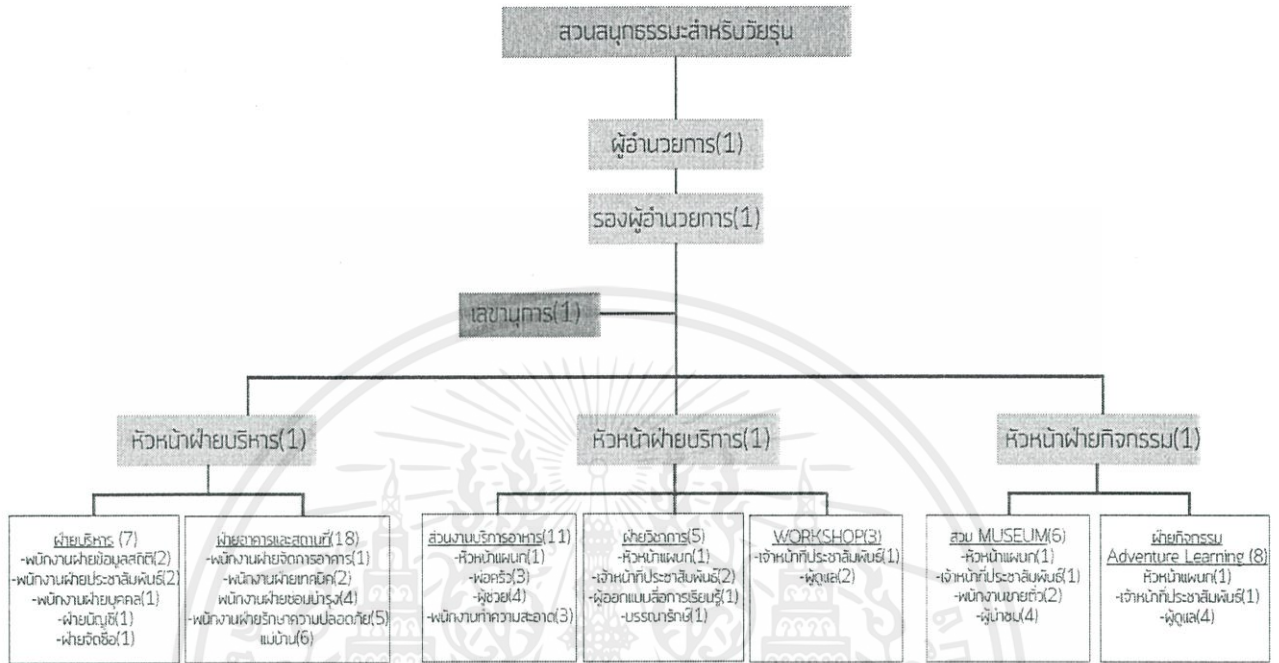 สวนสนุกธรรมะสำหรับวัยรุ่น
ผู้อำนวยการ(1)
รองผู้อำนวยการ(1)
เลขานุการ(1)
หัวหน้าฝ่ายบริหาร(1)
หัวหน้าฝ่ายบริการ(1)
หัวหน้าฝ่ายกิจกรรม(1)
ฝ่ายบริหาร (7)
-พนักงานฝ่ายข้อมูลสถิติ(2)
-พนักงานฝ่ายประชาสัมพันธ์(2)
-พนักงานฝ่ายบุคคล(1)
-ฝ่ายบัญชี(1)
-ฝ่ายจัดซื้อ(1)
ฝ่ายอาคารและสถานที่(18)
-พนักงานฝ่ายจัดการอาคาร(1)
-พนักงานฝ่ายเทคนิค(2)
พนักงานฝ่ายซ่อมบำรุง(4)
-พนักงานฝ่ายรักษาความปลอดภัย(5)
แม่บ้าน(6)
ส่วนงานบริการอาหาร(11)
-หัวหน้าแผนก(1)
-พ่อครัว(3)
-ผู้ช่วย(4)
-พนักงานทำความสะอาด(3)
ฝ่ายวิชาการ(5)
-หัวหน้าแผนก(1)
-เจ้าหน้าที่ประชาสัมพันธ์(2)
-ผู้ออกแบบสื่อการเรียนรู้(1)
-บรรณารักษ์(1)
WORKSHOP(3)
-เจ้าหน้าที่ประชาสัมพันธ์(1)
-ผู้ดูแล(2)
สวน MUSEUM(6)
-หัวหน้าแผนก(1)
-เจ้าหน้าที่ประชาสัมพันธ์(1)
-พนักงานขายตั๋ว(2)
-ผู้นำชม(4)
ฝ่ายกิจกรรม
Adventure Learning (8)
หัวหน้าแผนก(1)
-เจ้าหน้าที่ประชาสัมพันธ์(1)
-ผู้ดูแล(4)